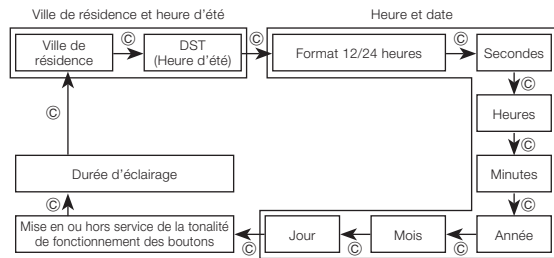 Ville de résidence et heure d'été
Heure et date
Ville de
résidence
Ⓒ
DST
(Heure d'été)
Ⓒ
Format 12/24 heures
Ⓒ
Secondes
Ⓒ
Heures
Ⓒ
Minutes
Ⓒ
Année
Ⓒ
Mois
Ⓒ
Jour
Ⓒ
Mise en ou hors service de la tonalité
de fonctionnement des boutons
Ⓒ
Durée d'éclairage
Ⓒ